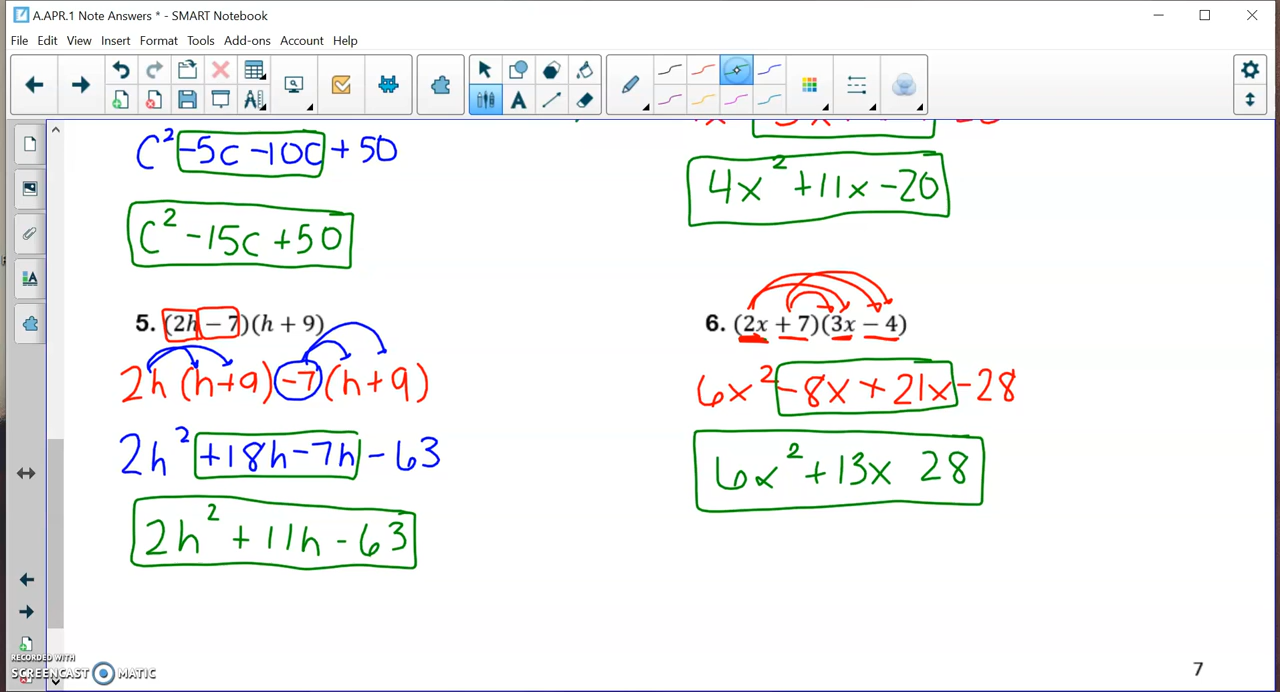 A.APR.1 Note Answers * - SMART Notebook
File Edit View Insert Format Tools Add-ons Account Help
C² -5C -10C + 50
C² -15C +50
4x² +11x -20
5. (2h - 7)(h + 9)
2h (h+9) -7 (h+9)
2h² +18h -7h - 63
2h² + 11h - 63
6. (2x + 7)(3x - 4)
6x² -8x + 21x -28
6x² +13x 28
RECORDED WITH
SCREENCAST MATIC
7